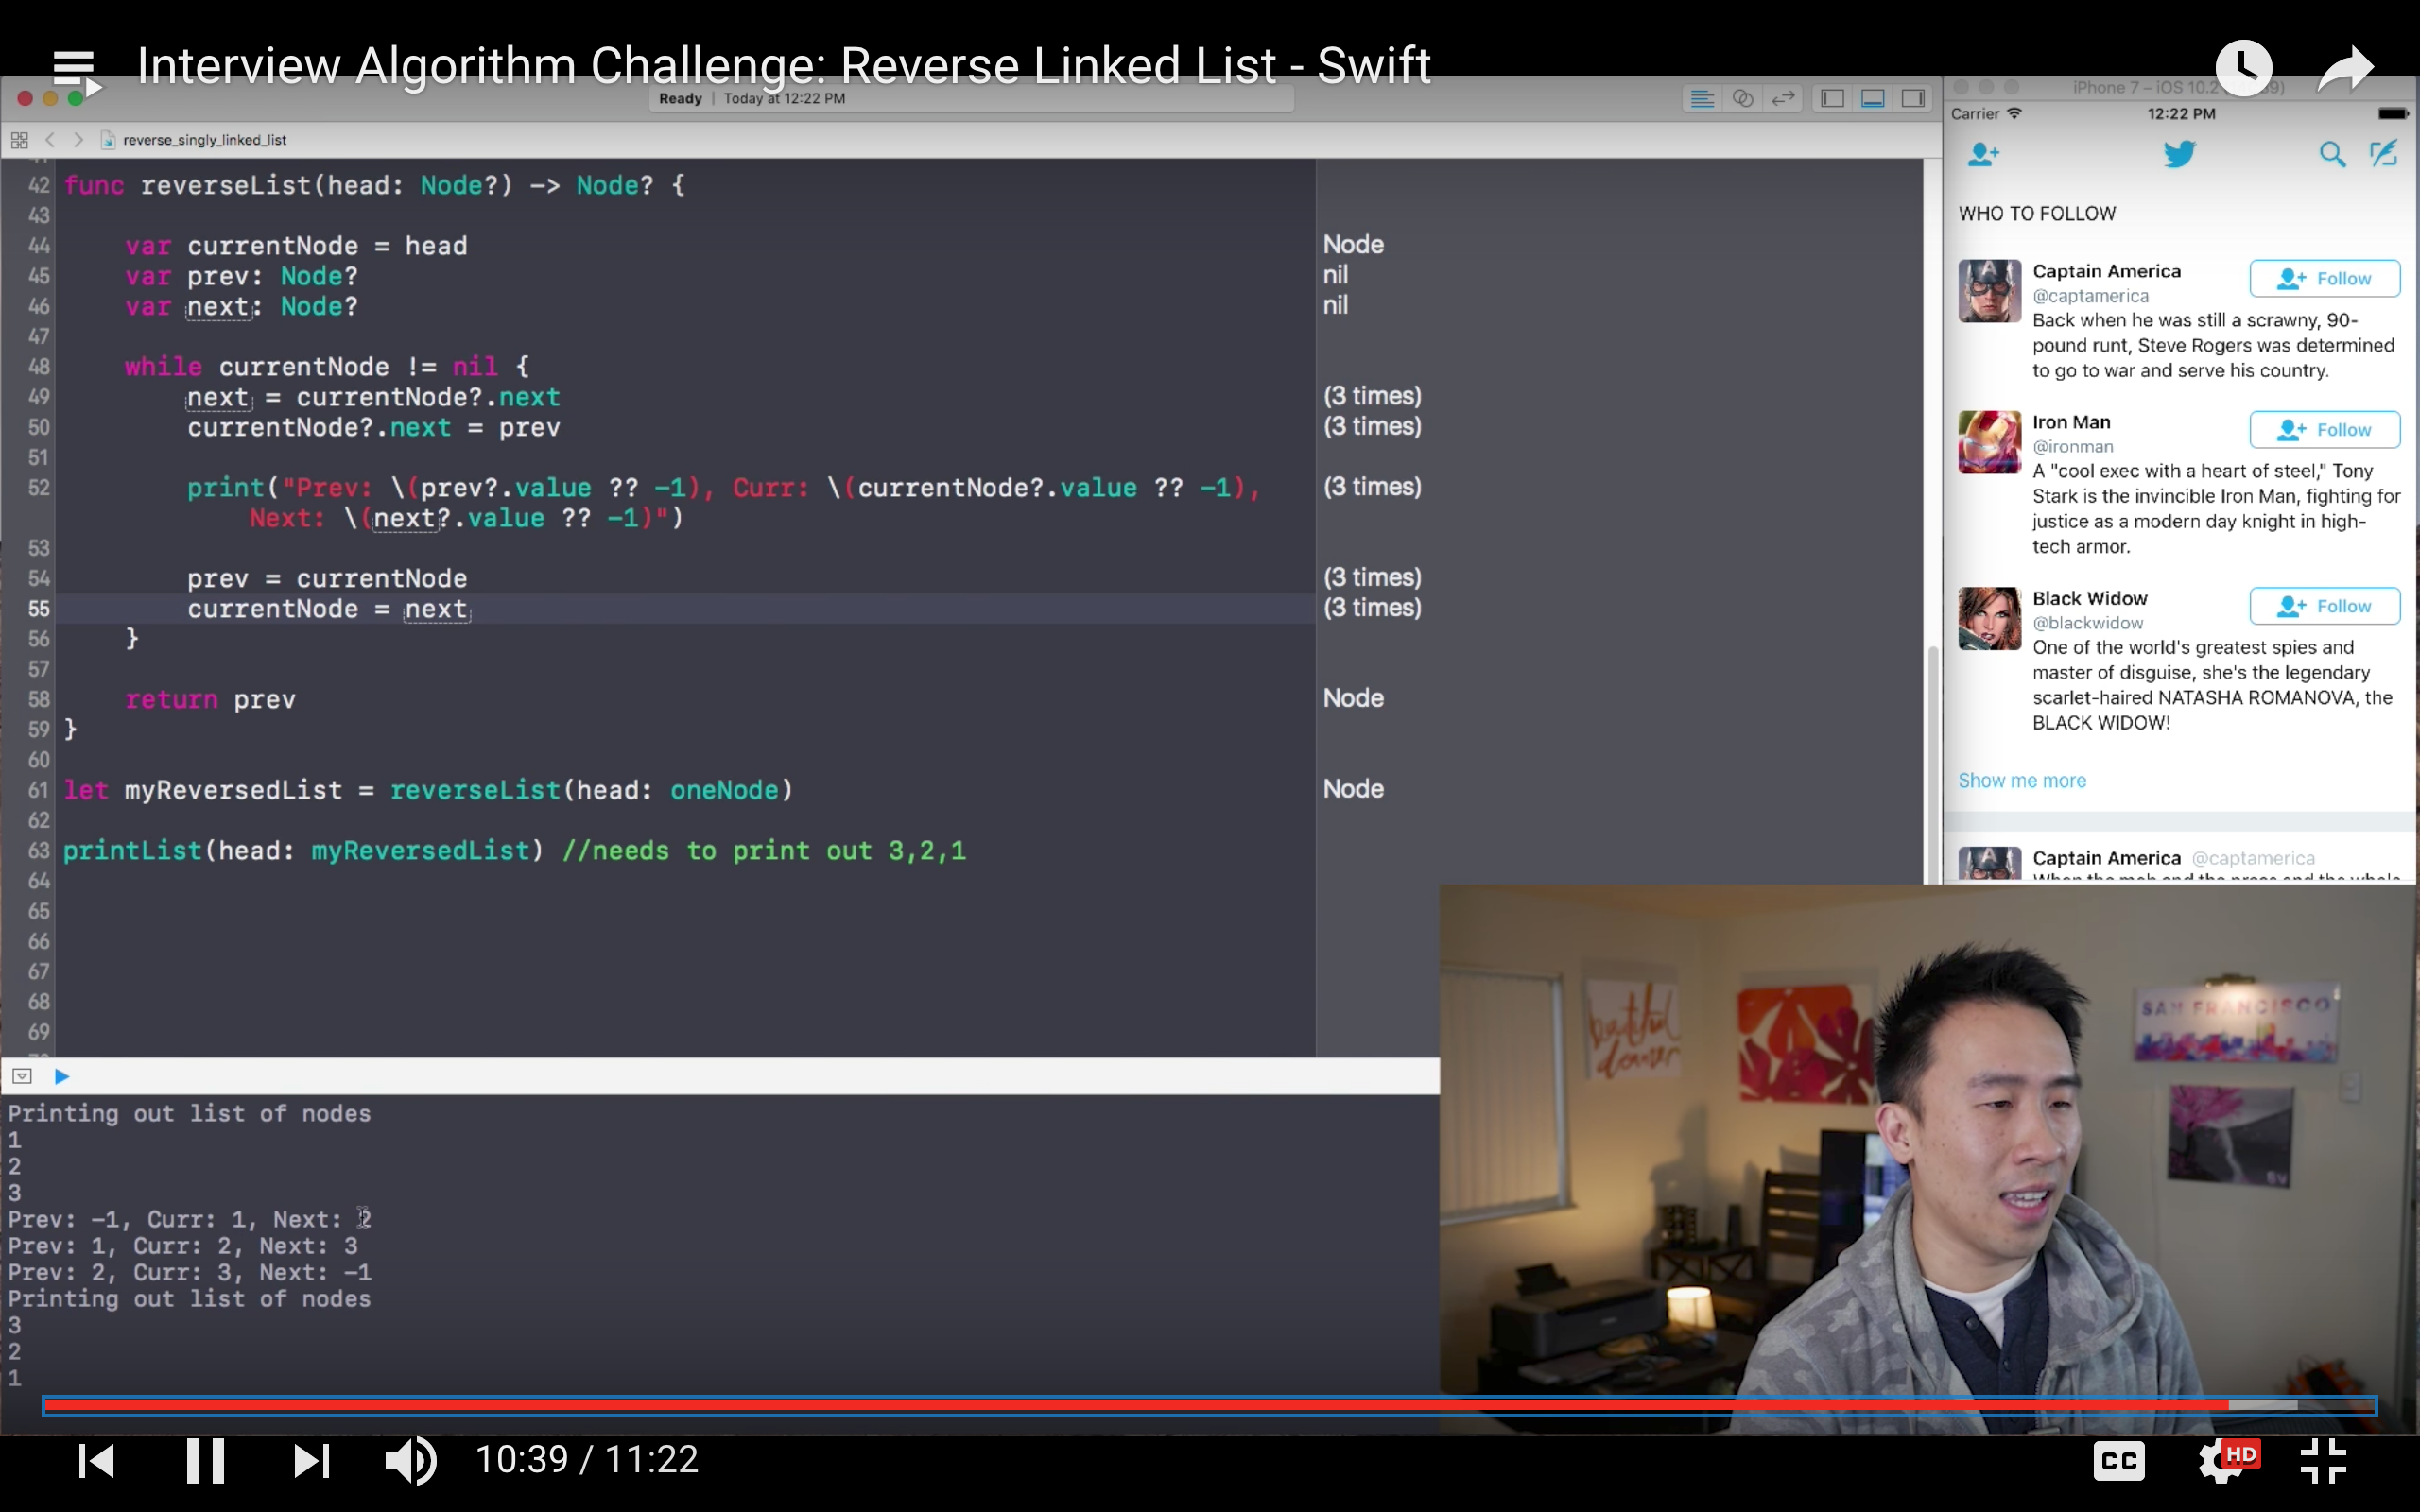 Interview Algorithm Challenge: Reverse Linked List - Swift
Ready | Today at 12:22 PM
reverse_singly_linked_list
42 func reverseList(head: Node?) -> Node? {
43
44 var currentNode = head
45 var prev: Node?
46 var next: Node?
47
48 while currentNode != nil {
49 next = currentNode?.next
50 currentNode?.next = prev
51
52 print("Prev: \(prev?.value ?? -1), Curr: \(currentNode?.value ?? -1),
Next: \(next?.value ?? -1)")
53
54 prev = currentNode
55 currentNode = next
56 }
57
58 return prev
59 }
60
61 let myReversedList = reverseList(head: oneNode)
62
63 printList(head: myReversedList) //needs to print out 3,2,1
64
65
66
67
68
69
Node
nil
nil
(3 times)
(3 times)
(3 times)
(3 times)
(3 times)
Node
Node
Printing out list of nodes
1
2
3
Prev: -1, Curr: 1, Next: 2
Prev: 1, Curr: 2, Next: 3
Prev: 2, Curr: 3, Next: -1
Printing out list of nodes
3
2
1
iPhone 7 – iOS 10.2
Carrier
12:22 PM
WHO TO FOLLOW
Captain America
@captamerica
Follow
Back when he was still a scrawny, 90-
pound runt, Steve Rogers was determined
to go to war and serve his country.
Iron Man
@ironman
Follow
A "cool exec with a heart of steel," Tony
Stark is the invincible Iron Man, fighting for
justice as a modern day knight in high-
tech armor.
Black Widow
@blackwidow
Follow
One of the world's greatest spies and
master of disguise, she's the legendary
scarlet-haired NATASHA ROMANOVA, the
BLACK WIDOW!
Show me more
Captain America @captamerica
beautiful
dreamer
SAN FRANCISCO
10:39 / 11:22
CC
HD